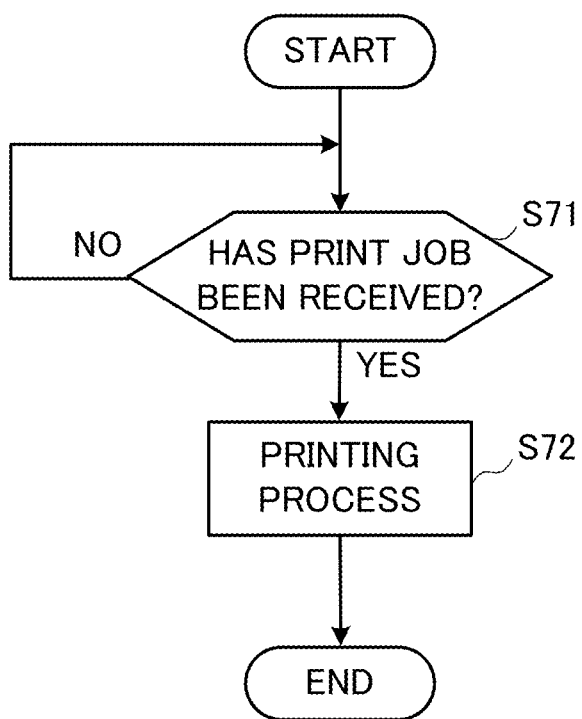 START
S71
NO
HAS PRINT JOB
BEEN RECEIVED?
YES
PRINTING
PROCESS
S72
END